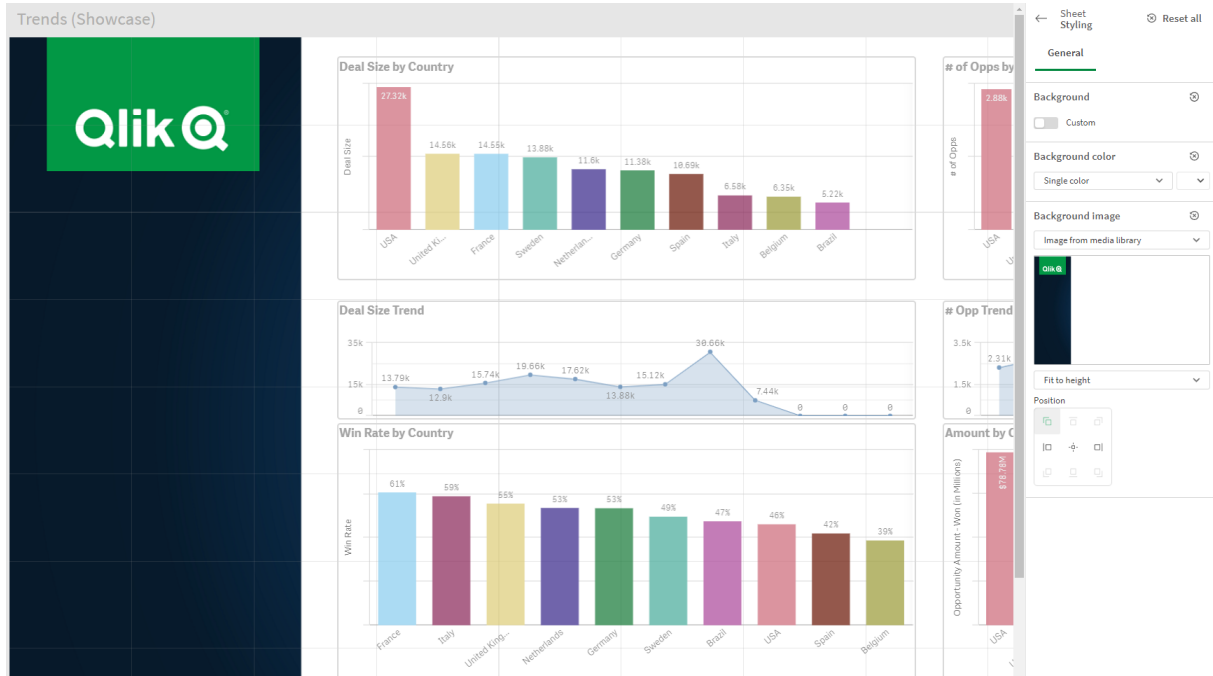 Trends (Showcase)
Qlik
Deal Size by Country
Deal Size
27.32k
14.56k
14.55k
13.88k
11.6k
11.38k
10.69k
6.58k
6.35k
5.22k
USA
United Ki...
France
Sweden
Netherlan...
Germany
Spain
Italy
Belgium
Brazil
# of Opps by
# of Opps
2.88k
USA
Deal Size Trend
35k
15k
0
13.79k
12.9k
15.74k
19.66k
17.62k
13.88k
15.12k
30.66k
7.44k
0
0
0
# Opp Trend
3.5k
1.5k
0
2.31k
Win Rate by Country
Win Rate
61%
59%
55%
53%
53%
49%
47%
46%
42%
39%
France
Italy
United King...
Netherlands
Germany
Sweden
Brazil
USA
Spain
Belgium
Amount by C
Opportunity Amount - Won (in Millions)
$78.78M
USA
Sheet
Styling
Reset all
General
Background
Custom
Background color
Single color
Background image
Image from media library
Qlik
Fit to height
Position